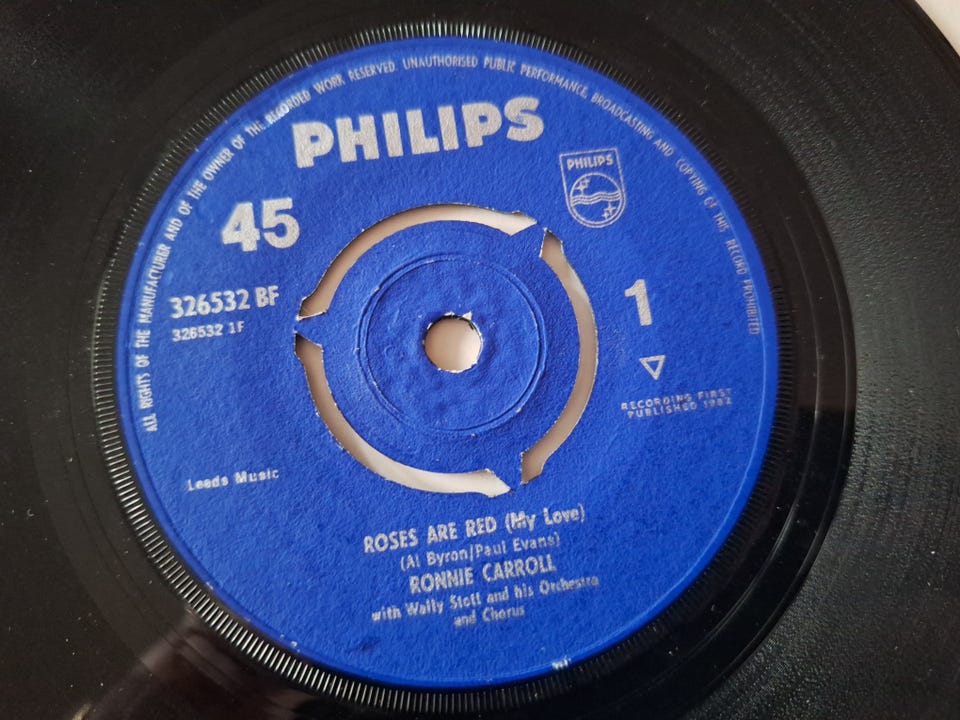 ALL RIGHTS OF THE MANUFACTURER AND OF THE OWNER OF THE RECORDED WORK RESERVED. UNAUTHORISED PUBLIC PERFORMANCE, BROADCASTING AND COPYING OF THIS RECORD PROHIBITED
PHILIPS
PHILIPS
45
326532 BF
326532 1F
1
RECORDING FIRST
PUBLISHED 1962
Leeds Music
ROSES ARE RED (My Love)
(Al Byron/Paul Evans)
RONNIE CARROLL
with Wally Stott and his Orchestra
and Chorus